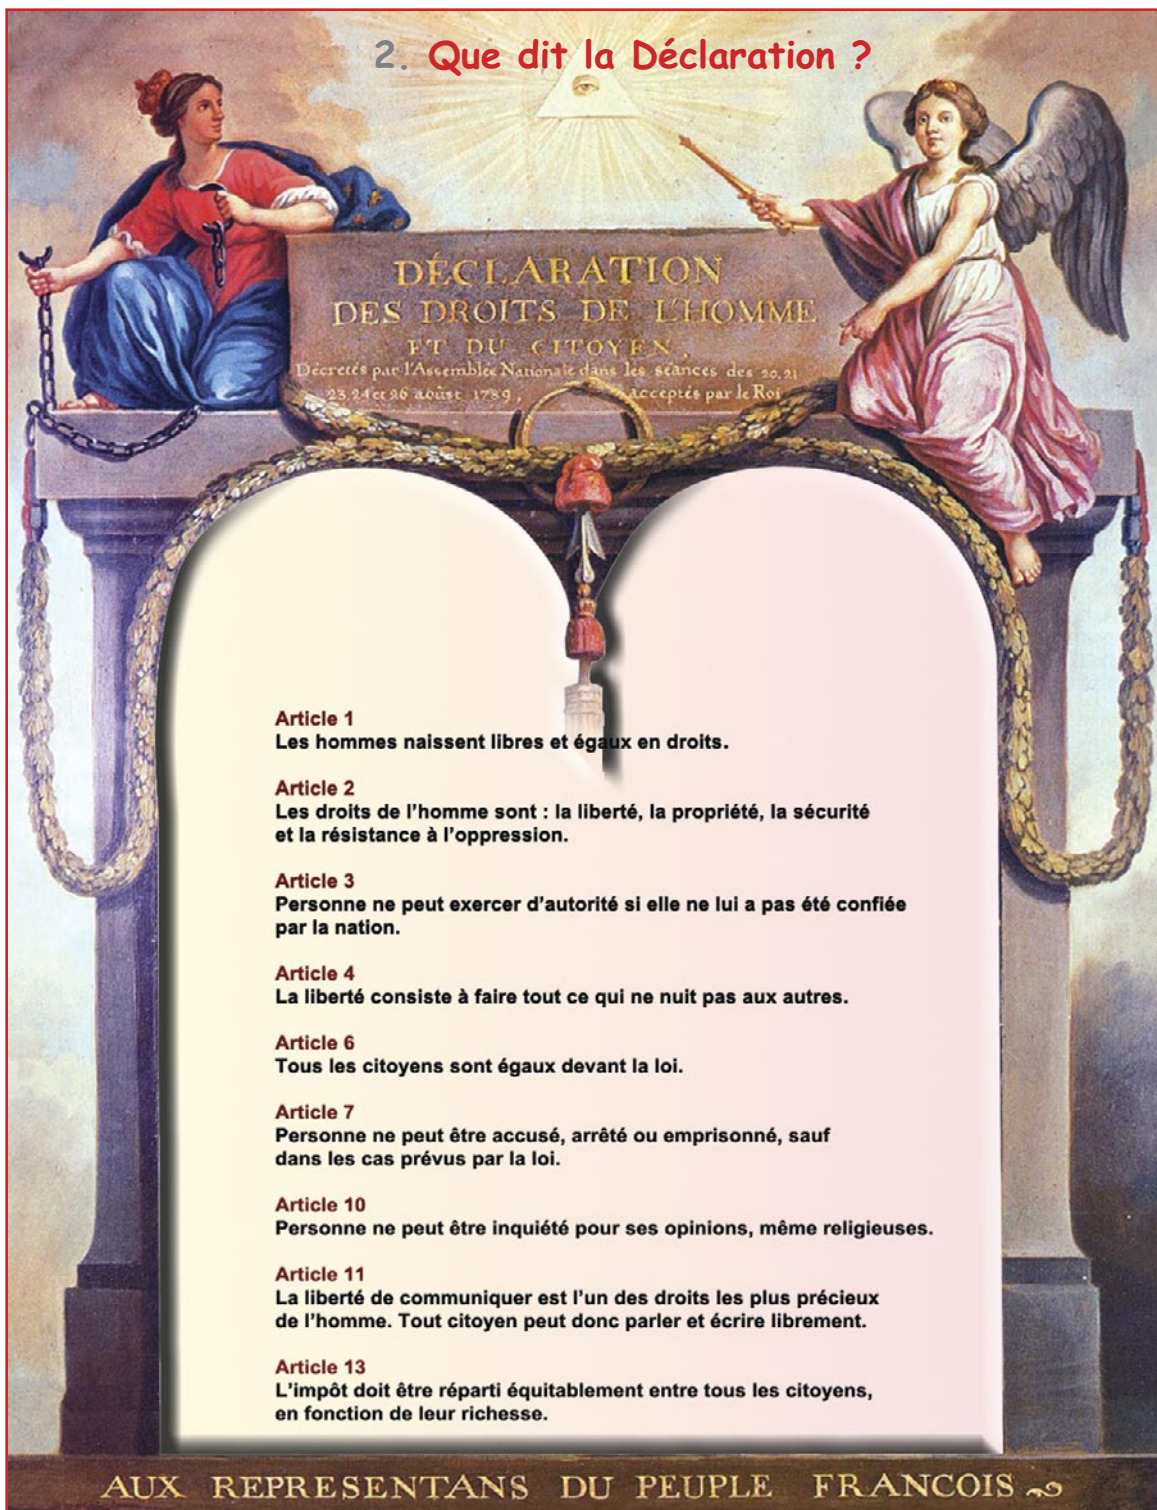 2. Que dit la Déclaration ?
DÉCLARATION
DES DROITS DE L'HOMME
ET DU CITOYEN,
Décretés par l'Assemblée Nationale dans les séances des 20. 21
23. 24 et 26 aoûst 1789, acceptés par le Roi
Article 1
Les hommes naissent libres et égaux en droits.
Article 2
Les droits de l'homme sont : la liberté, la propriété, la sécurité
et la résistance à l'oppression.
Article 3
Personne ne peut exercer d'autorité si elle ne lui a pas été confiée
par la nation.
Article 4
La liberté consiste à faire tout ce qui ne nuit pas aux autres.
Article 6
Tous les citoyens sont égaux devant la loi.
Article 7
Personne ne peut être accusé, arrêté ou emprisonné, sauf
dans les cas prévus par la loi.
Article 10
Personne ne peut être inquiété pour ses opinions, même religieuses.
Article 11
La liberté de communiquer est l'un des droits les plus précieux
de l'homme. Tout citoyen peut donc parler et écrire librement.
Article 13
L'impôt doit être réparti équitablement entre tous les citoyens,
en fonction de leur richesse.
AUX REPRESENTANS DU PEUPLE FRANCOIS